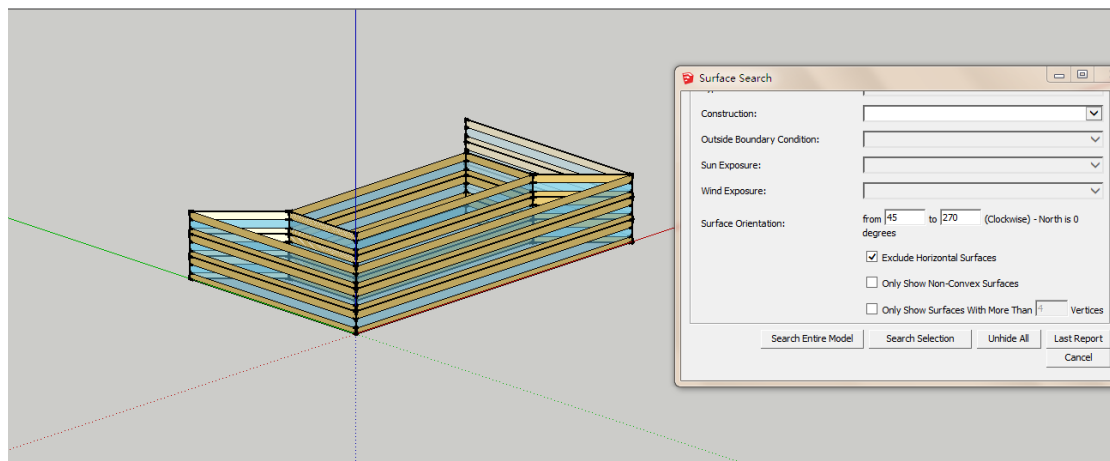 Surface Search
Construction:
Outside Boundary Condition:
Sun Exposure:
Wind Exposure:
Surface Orientation:
from 45 to 270 (Clockwise) - North is 0
degrees
Exclude Horizontal Surfaces
Only Show Non-Convex Surfaces
Only Show Surfaces With More Than 4 Vertices
Search Entire Model
Search Selection
Unhide All
Last Report
Cancel